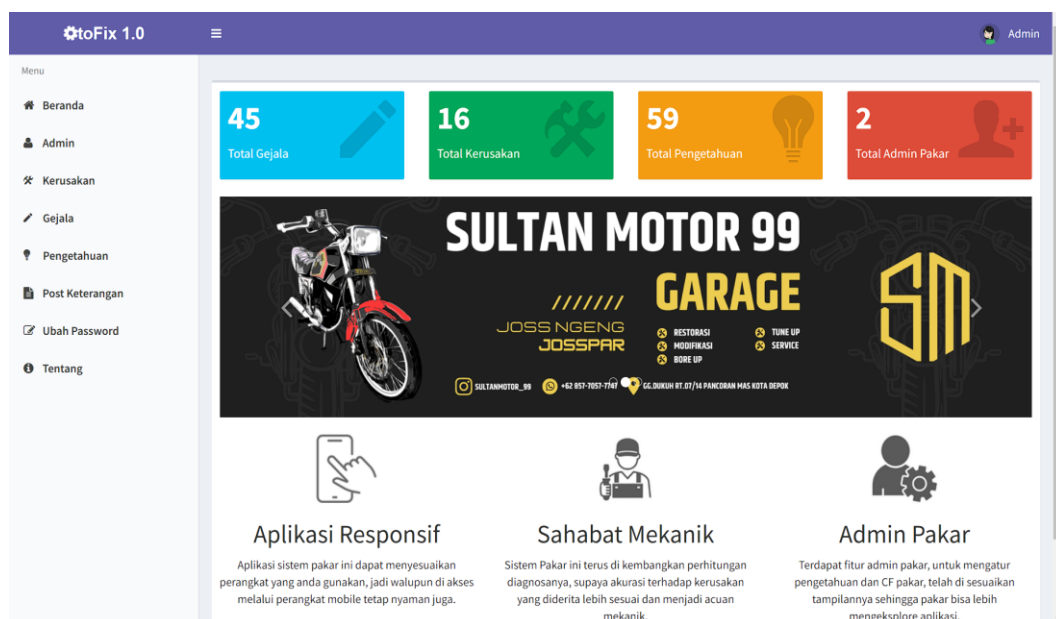 OtoFix 1.0
Admin
Menu
Beranda
Admin
Kerusakan
Gejala
Pengetahuan
Post Keterangan
Ubah Password
Tentang
45
Total Gejala
16
Total Kerusakan
59
Total Pengetahuan
2
Total Admin Pakar
SULTAN MOTOR 99
GARAGE
JOSS NGENG
JOSSPAR
RESTORASI
MODIFIKASI
BORE UP
TUNE UP
SERVICE
SULTANMOTOR_99
+62 857-7057-7747
GG.DUKUH RT.07/14 PANCORAN MAS KOTA DEPOK
SM
Aplikasi Responsif
Aplikasi sistem pakar ini dapat menyesuaikan
perangkat yang anda gunakan, jadi walupun di akses
melalui perangkat mobile tetap nyaman juga.
Sahabat Mekanik
Sistem Pakar ini terus di kembangkan perhitungan
diagnosanya, supaya akurasi terhadap kerusakan
yang diderita lebih sesuai dan menjadi acuan
mekanik.
Admin Pakar
Terdapat fitur admin pakar, untuk mengatur
pengetahuan dan CF pakar, telah di sesuaikan
tampilannya sehingga pakar bisa lebih
mengeksplore aplikasi.